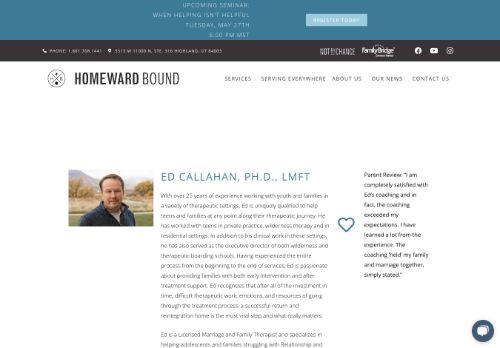 UPCOMING SEMINAR:
WHEN HELPING ISN'T HELPFUL
TUESDAY, MAY 27TH
6:00 PM MST
REGISTER TODAY
PHONE: 1.801.768.1441
5513 W 11000 N, STE. 316 HIGHLAND, UT 84003
NOTBYCHANCE
FamilyBridge
HOMEWARD BOUND
SERVICES
SERVING EVERYWHERE
ABOUT US
OUR NEWS
CONTACT US
ED CALLAHAN, PH.D., LMFT
With over 25 years of experience working with youth and families in
a variety of therapeutic settings, Ed is uniquely qualified to help
teens and families at any point along their therapeutic journey. He
has worked with teens in private practice, wilderness therapy and in
residential settings. In addition to his clinical work in these settings,
he has also served as the executive director of both wilderness and
therapeutic boarding schools. Having experienced the entire
process from the beginning to the end of services, Ed is passionate
about providing families with both early intervention and after
treatment support. Ed recognizes that after all of the investment in
time, difficult therapeutic work, emotions, and resources of going
through the treatment process, a successful return and
reintegration home is the most vital step and what really matters.
Ed is a Licensed Marriage and Family Therapist and specializes in
helping adolescents and families struggling with Relationship and
Parent Review: "I am
completely satisfied with
Ed's coaching and in
fact, the coaching
exceeded my
expectations. I have
learned a lot from the
experience. The
coaching 'held' my family
and marriage together,
simply stated."